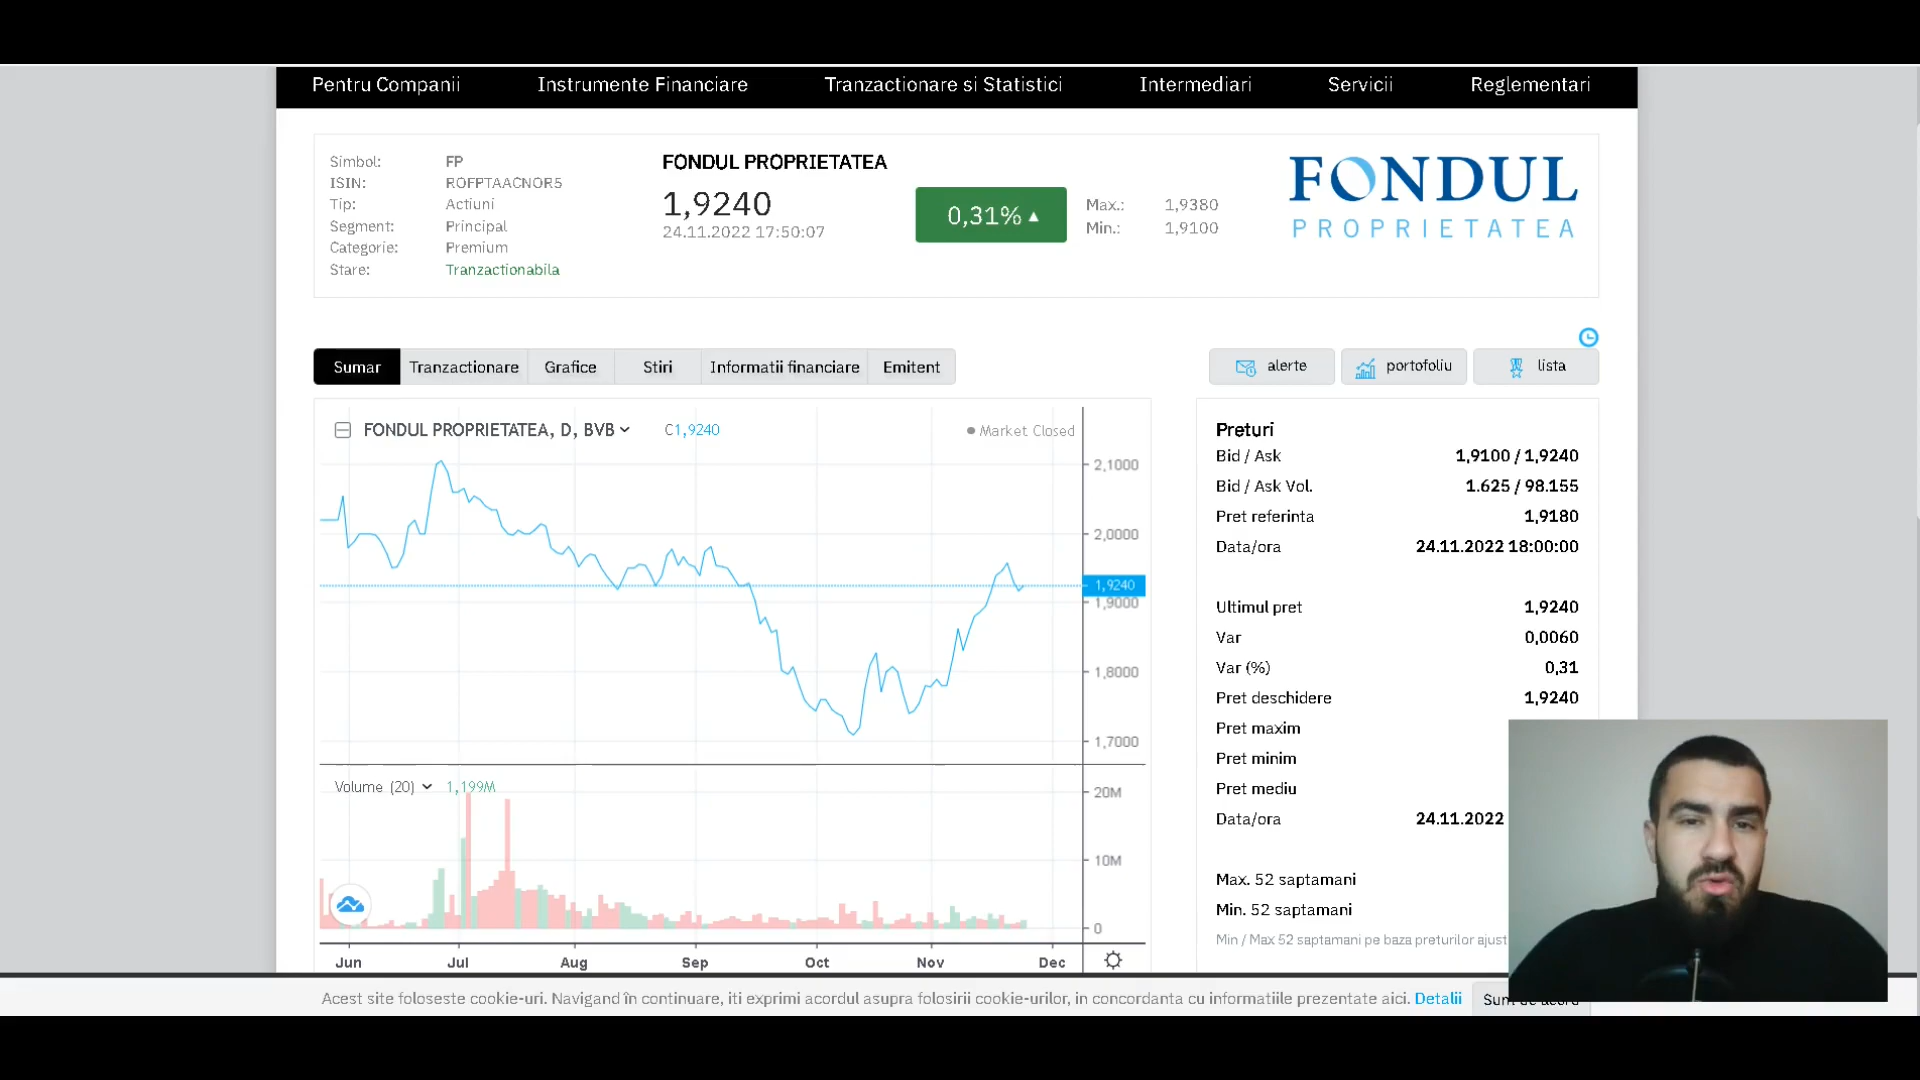 Pentru Companii Instrumente Financiare Tranzactionare si Statistici Intermediari Servicii Reglementari
Simbol: FP
ISIN: ROFPTAACNOR5
Tip: Actiuni
Segment: Principal
Categorie: Premium
Stare: Tranzactionabila
FONDUL PROPRIETATEA
1,9240
24.11.2022 17:50:07
0,31% ▲
Max.: 1,9380
Min.: 1,9100
FONDUL
PROPRIETATEA
Sumar Tranzactionare Grafice Stiri Informatii financiare Emitent
alerte portofoliu lista
FONDUL PROPRIETATEA, D, BVB C1,9240
Market Closed
2,1000
2,0000
1,9240
1,9000
1,8000
1,7000
Volume (20) 1,199M
20M
10M
0
Jun Jul Aug Sep Oct Nov Dec
Preturi
Bid / Ask 1,9100 / 1,9240
Bid / Ask Vol. 1.625 / 98.155
Pret referinta 1,9180
Data/ora 24.11.2022 18:00:00
Ultimul pret 1,9240
Var 0,0060
Var (%) 0,31
Pret deschidere 1,9240
Pret maxim
Pret minim
Pret mediu
Data/ora 24.11.2022
Max. 52 saptamani
Min. 52 saptamani
Min / Max 52 saptamani pe baza preturilor ajust
Acest site foloseste cookie-uri. Navigand în continuare, iti exprimi acordul asupra folosirii cookie-urilor, in concordanta cu informatiile prezentate aici. Detalii Sunt de acord